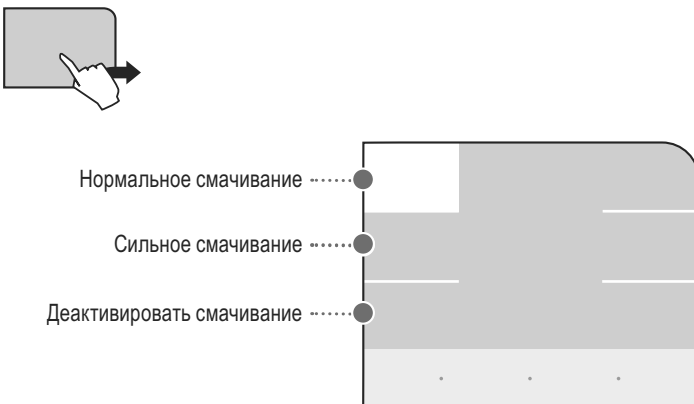 Нормальное смачивание
Сильное смачивание
Деактивировать смачивание